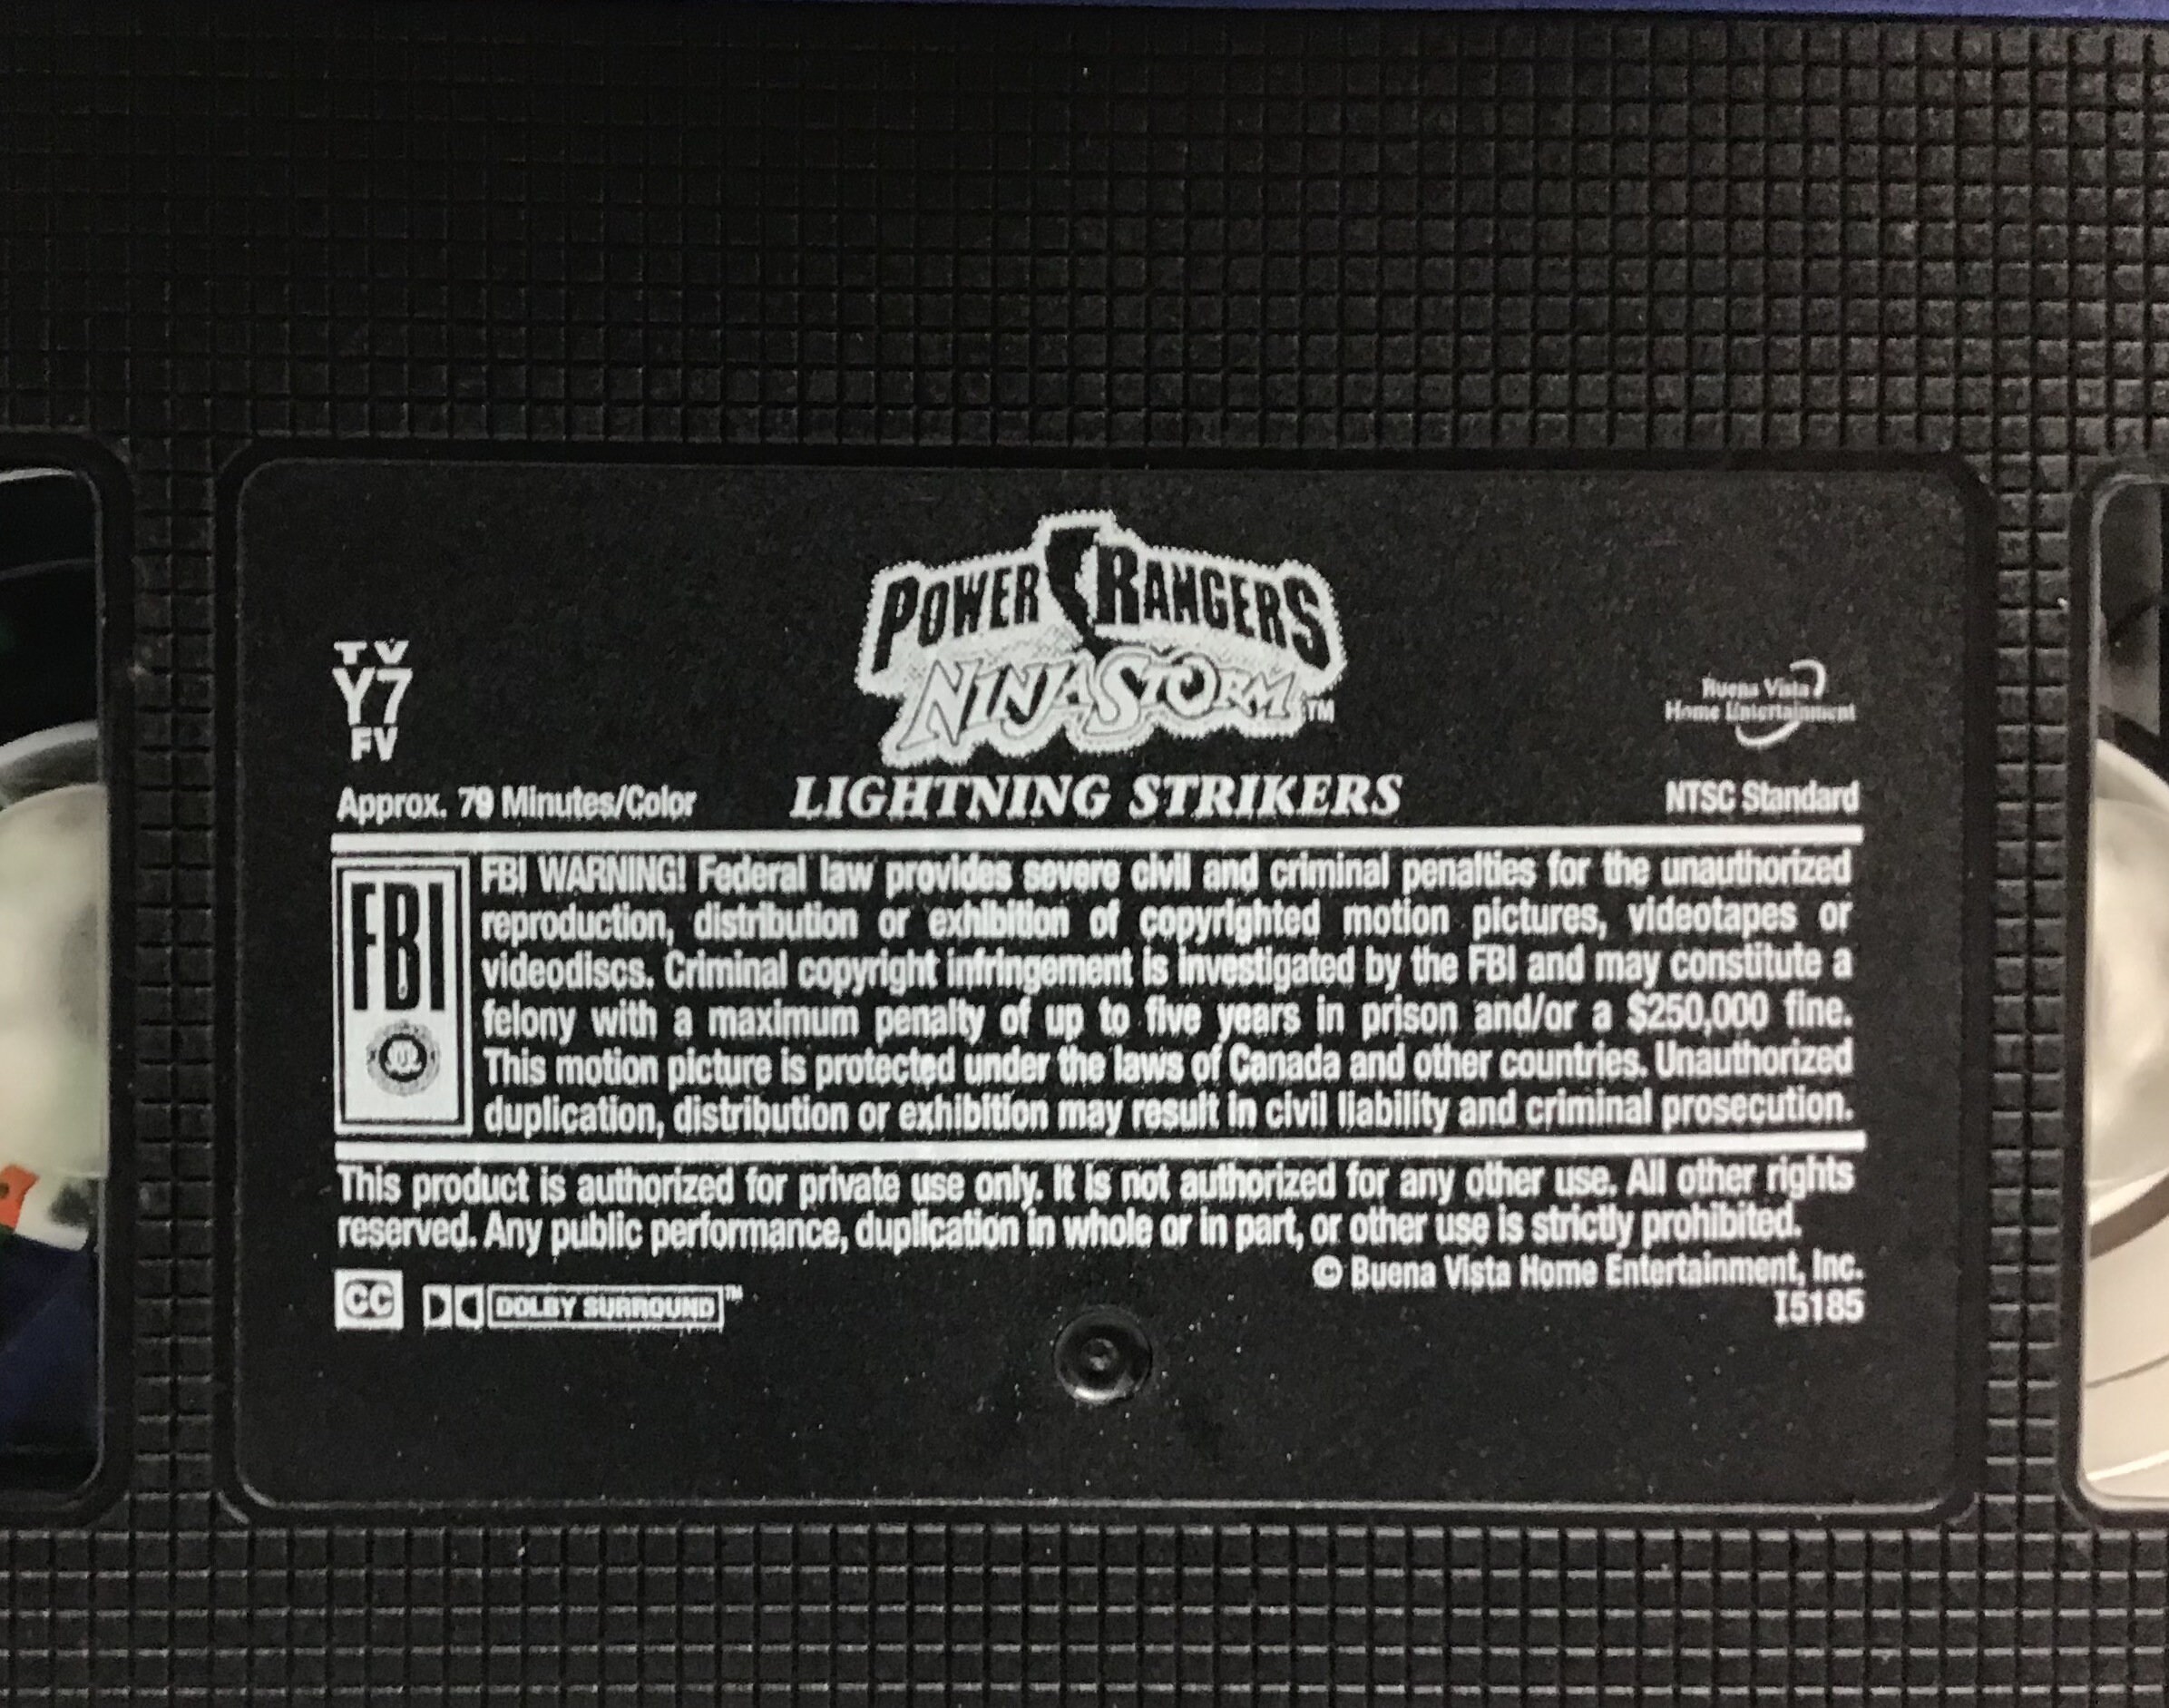 POWER RANGERS
NINJA STORM™
TV
Y7
FV
Buena Vista
Home Entertainment
Approx. 79 Minutes/Color
LIGHTNING STRIKERS
NTSC Standard
FBI
FBI WARNING! Federal law provides severe civil and criminal penalties for the unauthorized
reproduction, distribution or exhibition of copyrighted motion pictures, videotapes or
videodiscs. Criminal copyright infringement is investigated by the FBI and may constitute a
felony with a maximum penalty of up to five years in prison and/or a $250,000 fine.
This motion picture is protected under the laws of Canada and other countries. Unauthorized
duplication, distribution or exhibition may result in civil liability and criminal prosecution.
This product is authorized for private use only. It is not authorized for any other use. All other rights
reserved. Any public performance, duplication in whole or in part, or other use is strictly prohibited.
© Buena Vista Home Entertainment, Inc.
CC DOLBY SURROUND™
I5185